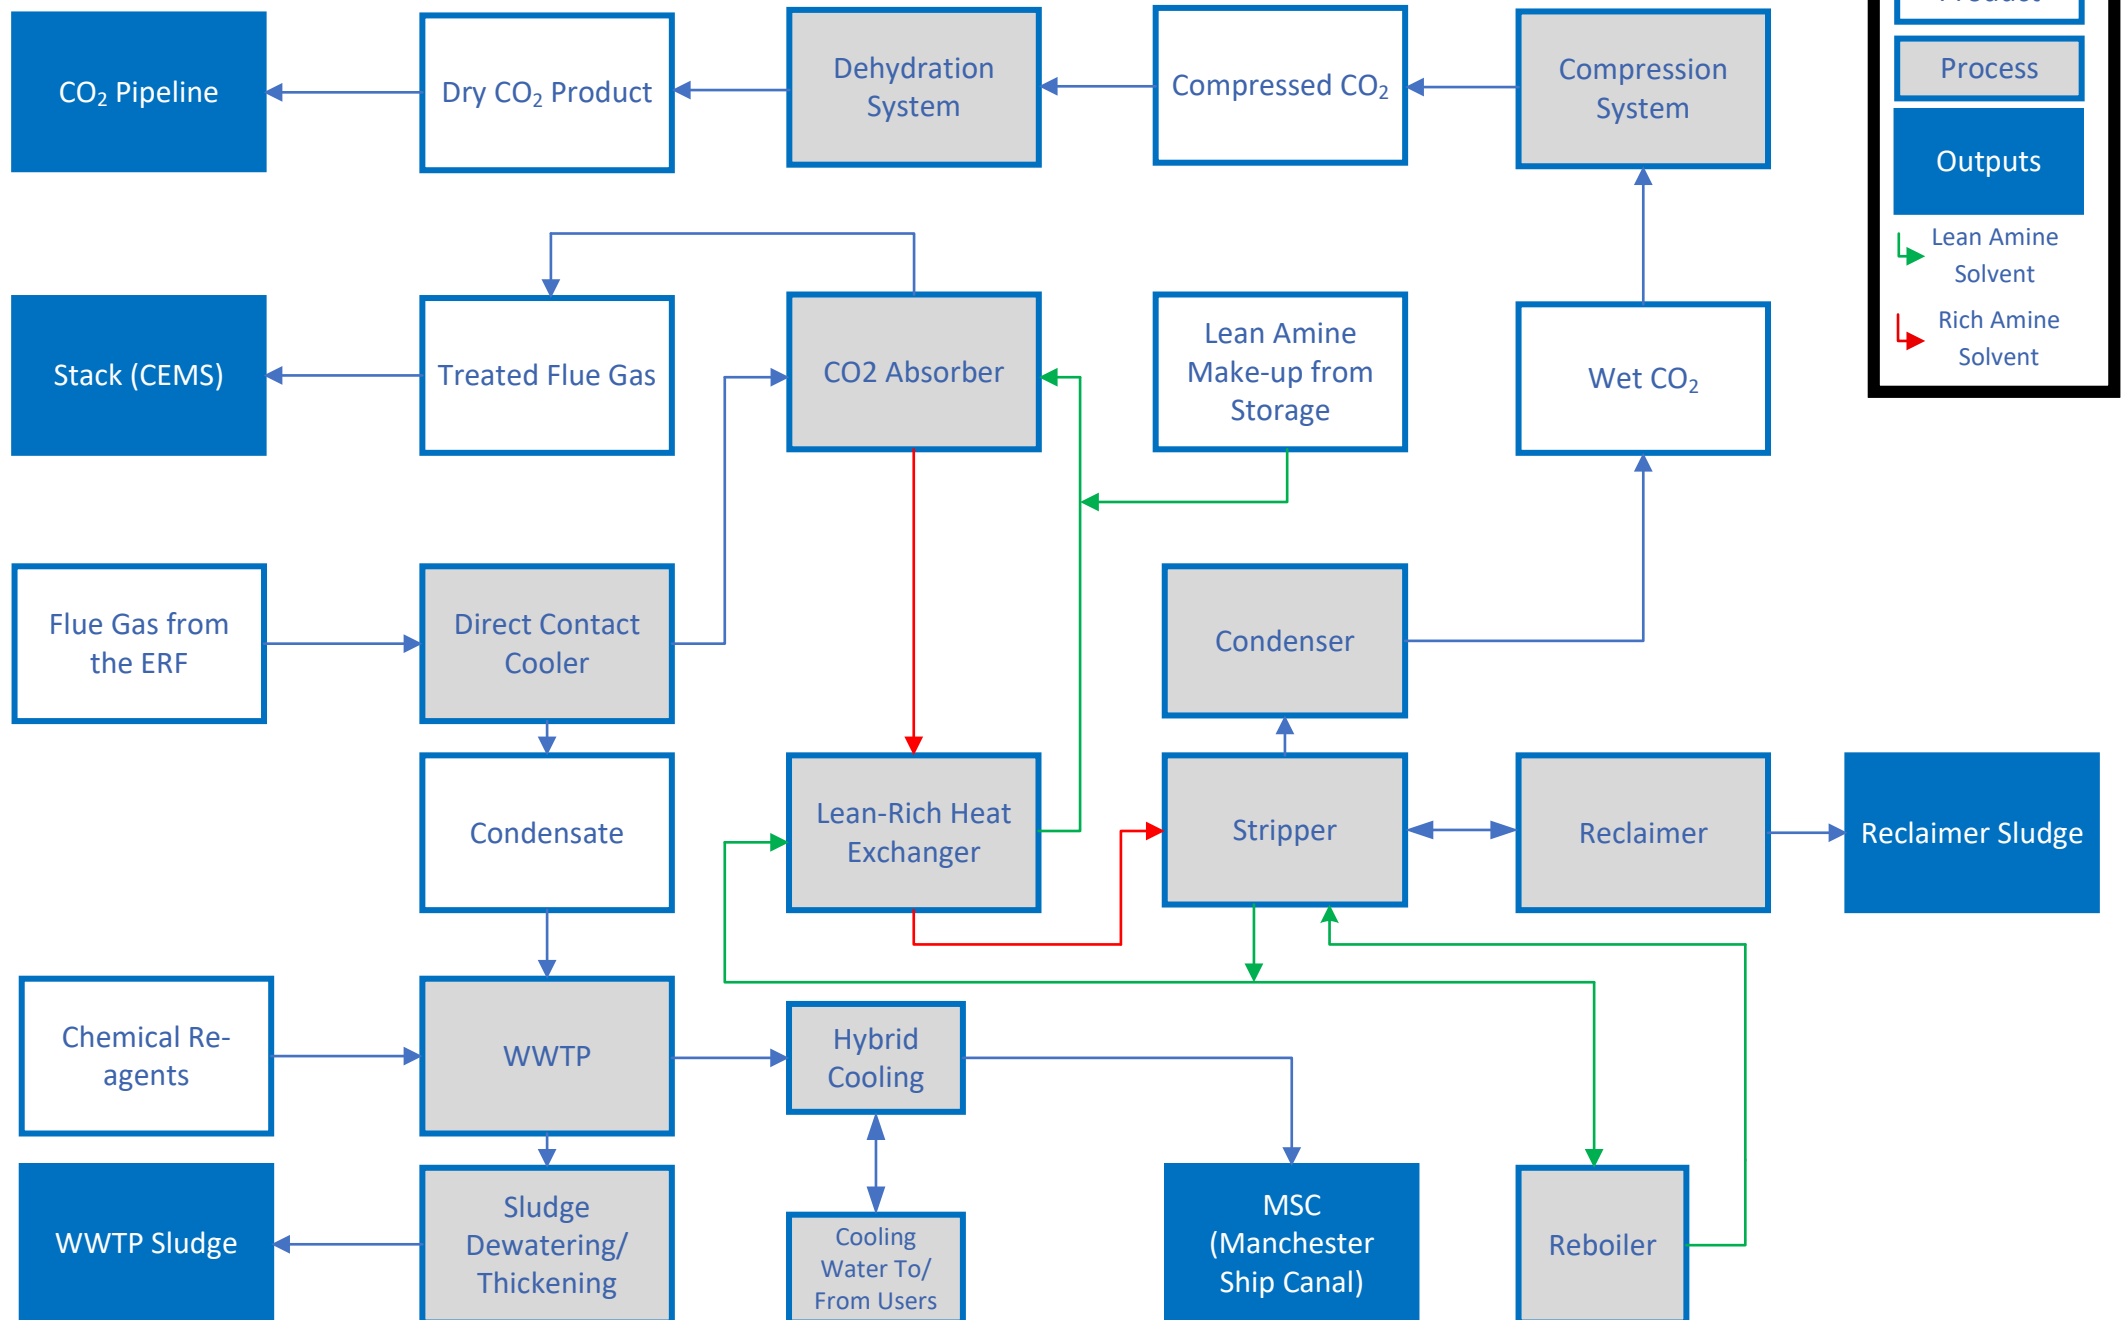 Product
Process
Outputs
Lean Amine
Solvent
Rich Amine
Solvent
CO₂ Pipeline
Dry CO₂ Product
Dehydration
System
Compressed CO₂
Compression
System
Stack (CEMS)
Treated Flue Gas
CO2 Absorber
Lean Amine
Make-up from
Storage
Wet CO₂
Flue Gas from
the ERF
Direct Contact
Cooler
Condenser
Condensate
Lean-Rich Heat
Exchanger
Stripper
Reclaimer
Reclaimer Sludge
Chemical Re-
agents
WWTP
Hybrid
Cooling
WWTP Sludge
Sludge
Dewatering/
Thickening
Cooling
Water To/
From Users
MSC
(Manchester
Ship Canal)
Reboiler